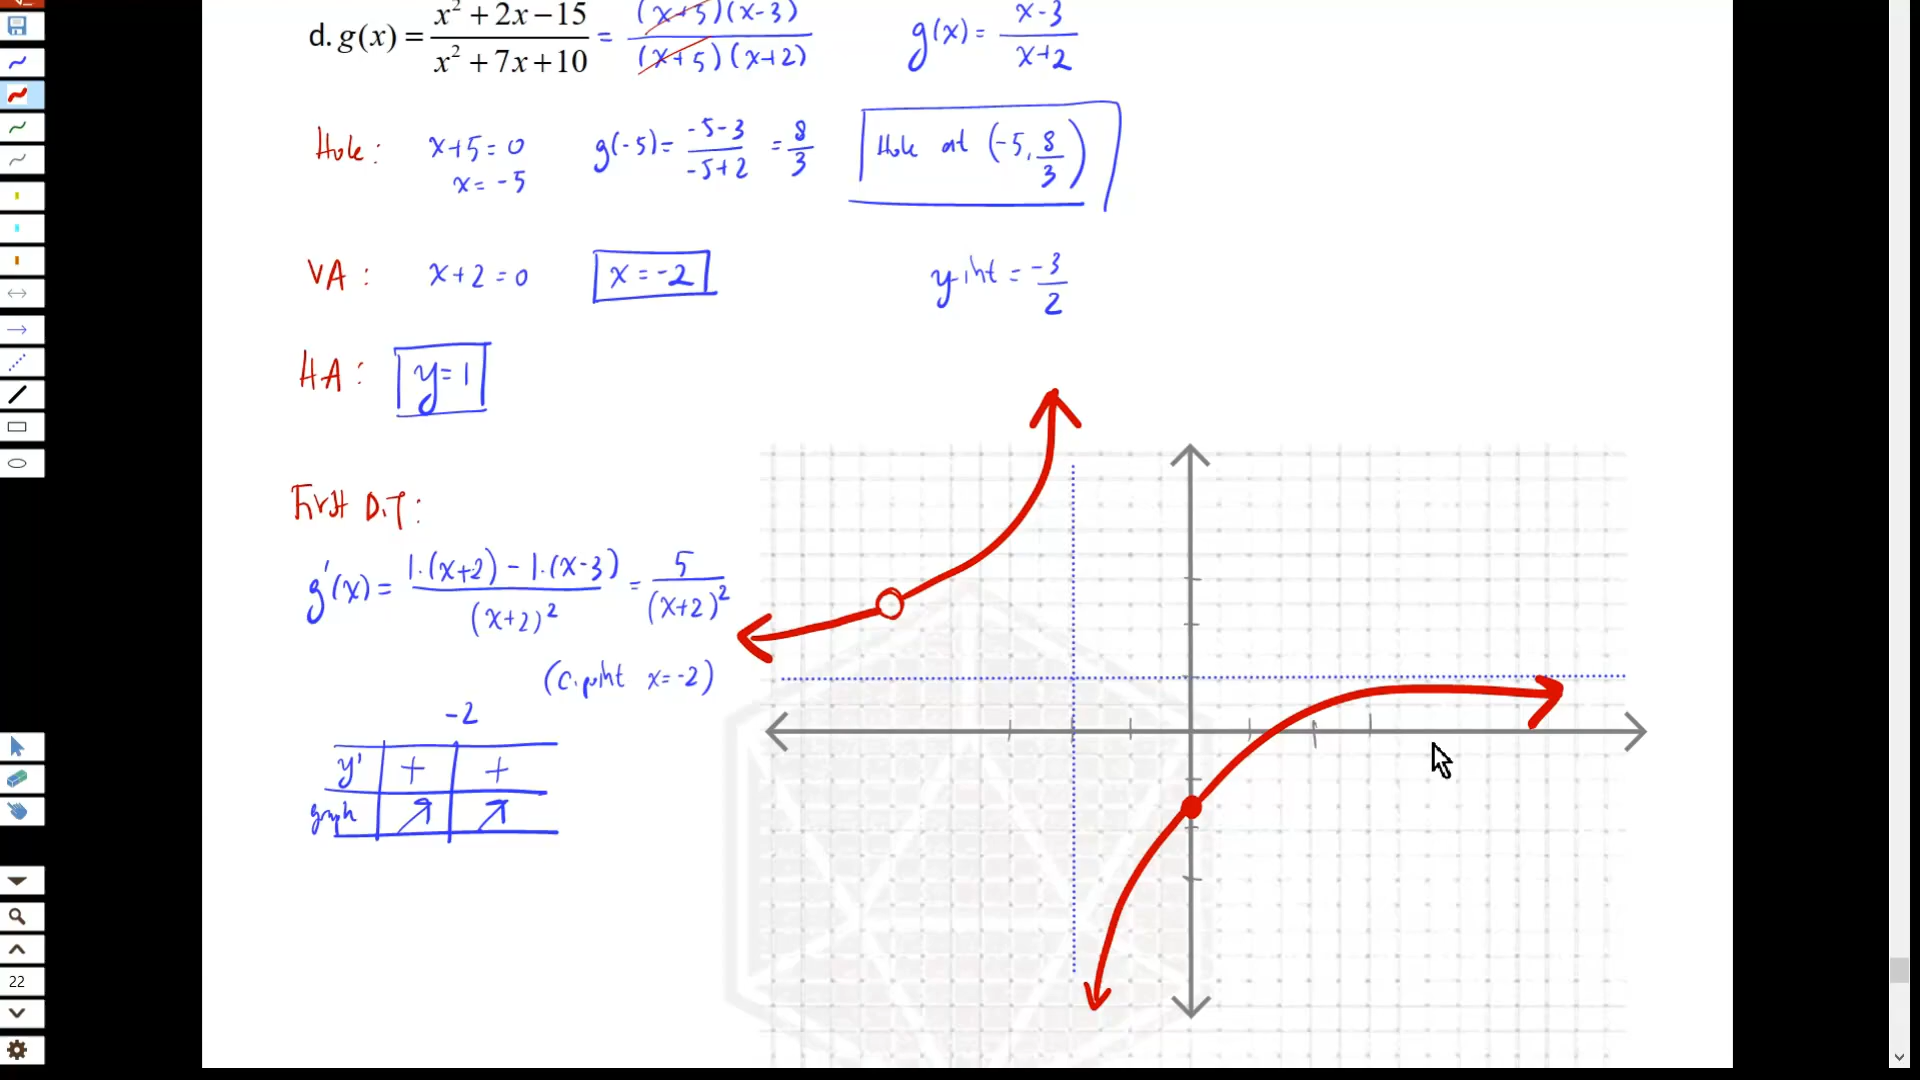 d. g(x) = (x² + 2x − 15)/(x² + 7x + 10) = ((x+5)(x-3))/((x+5)(x+2)) g(x) = (x-3)/(x+2)
Hole: x+5=0 g(-5)= (-5-3)/(-5+2) = 8/3 Hole at (-5, 8/3)
x= -5
VA: x+2=0 x=-2 y int = -3/2
HA: y=1
First D.T:
g'(x) = (1·(x+2) - 1·(x-3))/(x+2)² = 5/(x+2)²
(c.point x=-2)
-2
y' + +
graph ↗ ↗
22